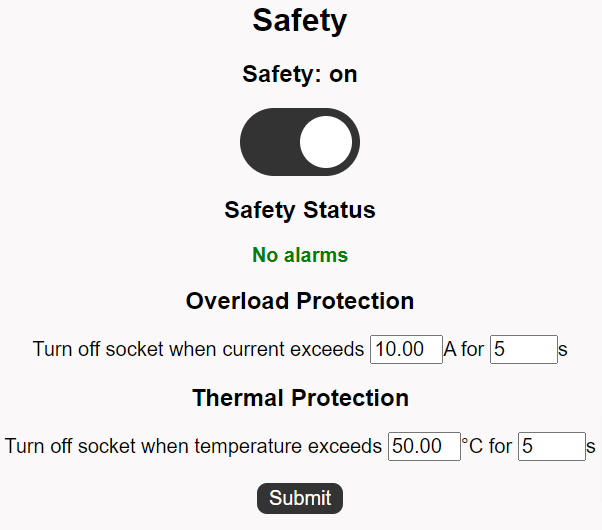 Safety
Safety: on
Safety Status
No alarms
Overload Protection
Turn off socket when current exceeds 10.00 A for 5 s
Thermal Protection
Turn off socket when temperature exceeds 50.00 °C for 5 s
Submit